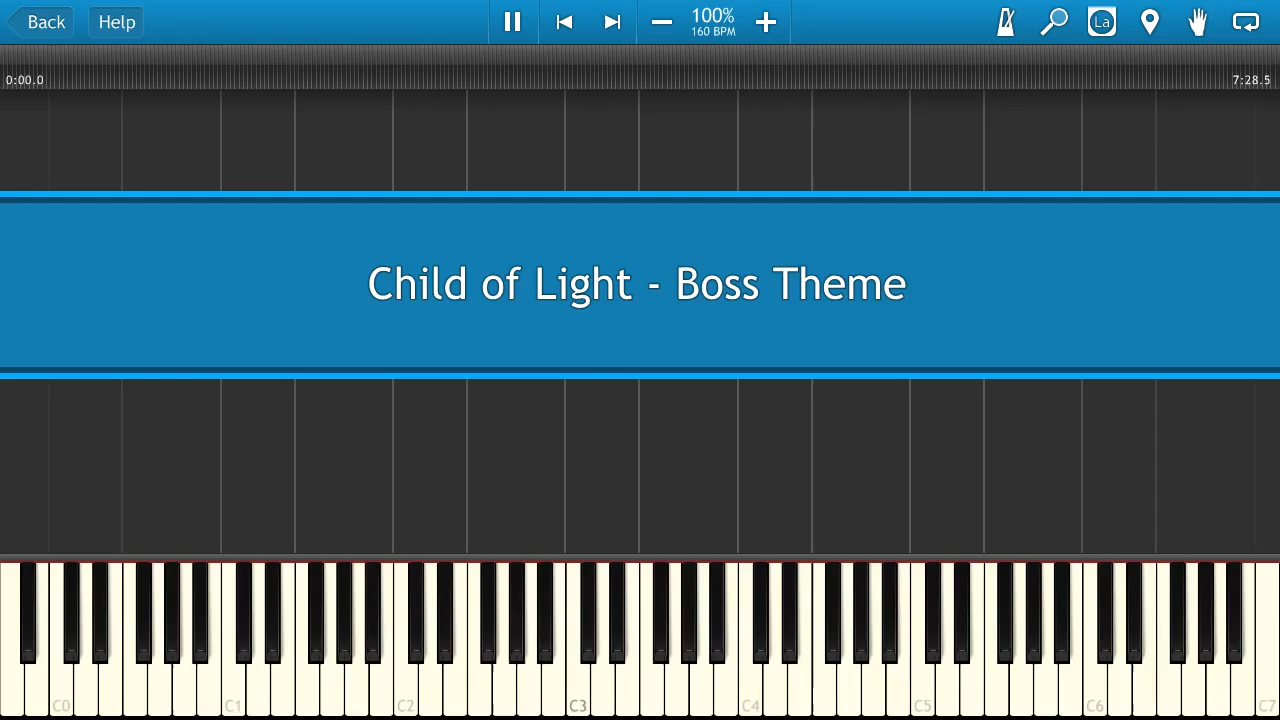 Back
Help
100%
160 BPM
La
0:00.0
7:28.5
Child of Light - Boss Theme
C0
C1
C2
C3
C4
C5
C6
C7